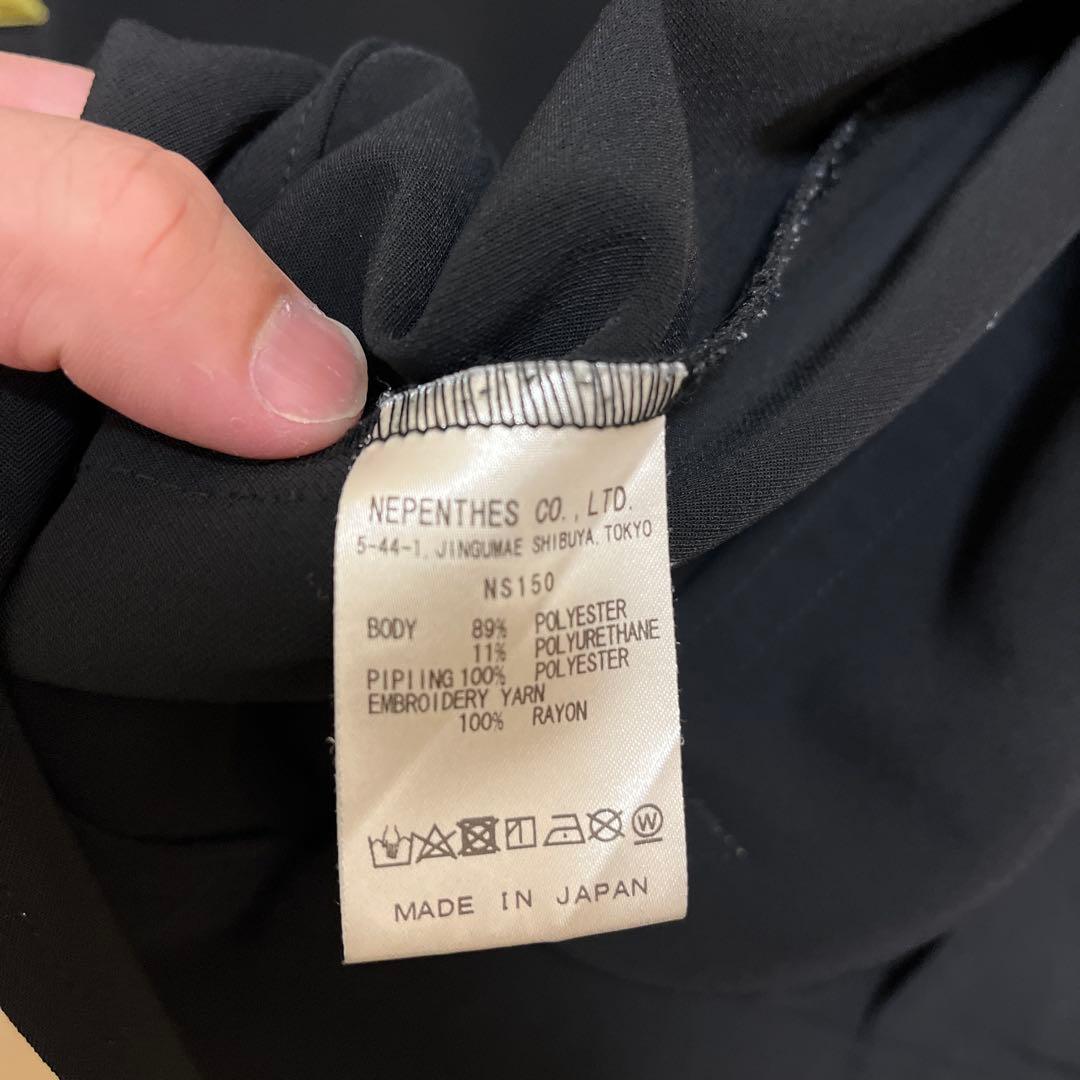 NEPENTHES CO., LTD.
5-44-1, JINGUMAE SHIBUYA, TOKYO
NS150
BODY 89% POLYESTER
11% POLYURETHANE
PIPIING 100% POLYESTER
EMBROIDERY YARN
100% RAYON
W
MADE IN JAPAN